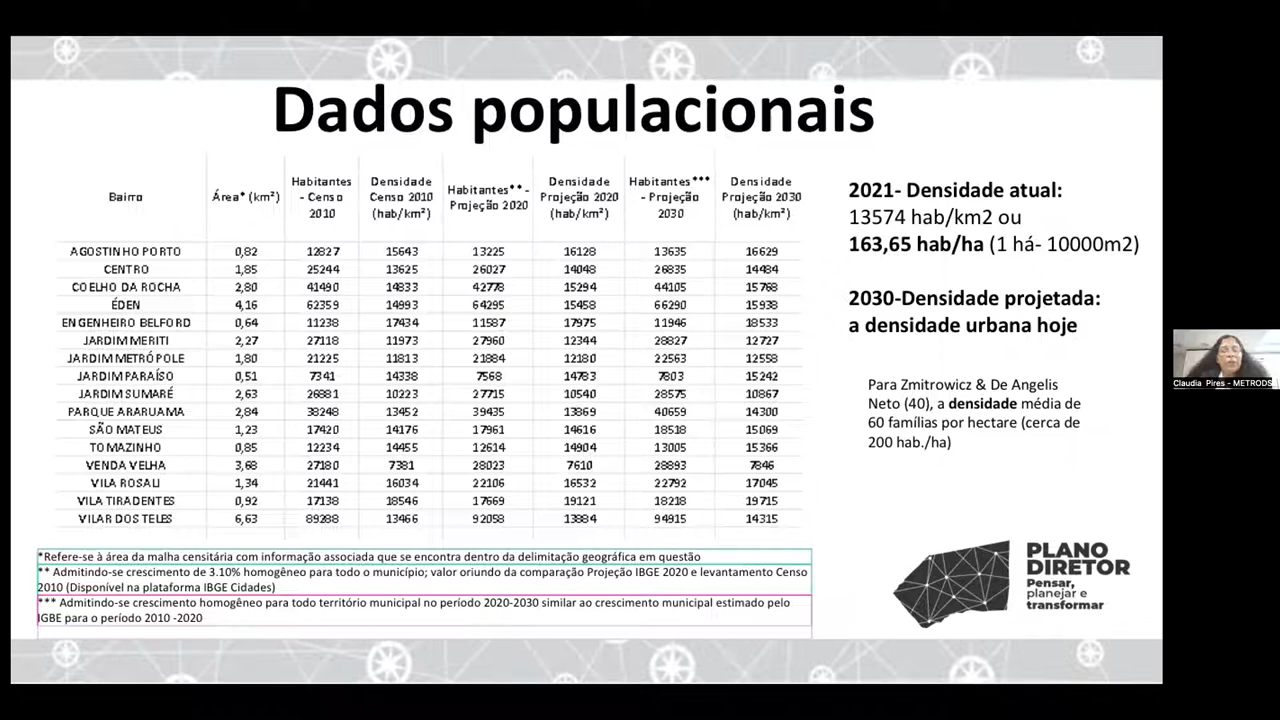 Dados populacionais
Bairro Área* (km²) Habitantes - Censo 2010 Densidade Censo 2010 (hab/km²) Habitantes** - Projeção 2020 Densidade Projeção 2020 (hab/km²) Habitantes*** - Projeção 2030 Densidade Projeção 2030 (hab/km²)
AGOSTINHO PORTO 0,82 12827 15643 13225 16128 13635 16629
CENTRO 1,85 25244 13625 26027 14048 26835 14484
COELHO DA ROCHA 2,80 41490 14833 42778 15294 44105 15768
ÉDEN 4,16 62359 14993 64295 15458 66290 15938
ENGENHEIRO BELFORD 0,64 11238 17434 11587 17975 11946 18533
JARDIM MERITI 2,27 27118 11973 27960 12344 28827 12727
JARDIM METRÓPOLE 1,80 21225 11813 21884 12180 22563 12558
JARDIM PARAÍSO 0,51 7341 14338 7568 14783 7803 15242
JARDIM SUMARÉ 2,63 26881 10223 27715 10540 28575 10867
PARQUE ARARUAMA 2,84 38248 13452 39435 13869 40659 14300
SÃO MATEUS 1,23 17420 14176 17961 14616 18518 15069
TOMAZINHO 0,85 12234 14455 12614 14904 13005 15366
VENDA VELHA 3,68 27180 7381 28023 7610 28893 7846
VILA ROSALI 1,34 21441 16034 22106 16532 22792 17045
VILA TIRADENTES 0,92 17138 18546 17669 19121 18218 19715
VILAR DOS TELES 6,63 89288 13466 92058 13884 94915 14315
*Refere-se à área da malha censitária com informação associada que se encontra dentro da delimitação geográfica em questão
** Admitindo-se crescimento de 3.10% homogêneo para todo o município; valor oriundo da comparação Projeção IBGE 2020 e levantamento Censo
2010 (Disponível na plataforma IBGE Cidades)
*** Admitindo-se crescimento homogêneo para todo território municipal no período 2020-2030 similar ao crescimento municipal estimado pelo
IGBE para o período 2010 -2020
2021- Densidade atual:
13574 hab/km2 ou
163,65 hab/ha (1 há- 10000m2)
2030-Densidade projetada:
a densidade urbana hoje
Para Zmitrowicz & De Angelis
Neto (40), a densidade média de
60 famílias por hectare (cerca de
200 hab./ha)
PLANO
DIRETOR
Pensar,
planejar e
transformar
Claudia Pires - METRODS